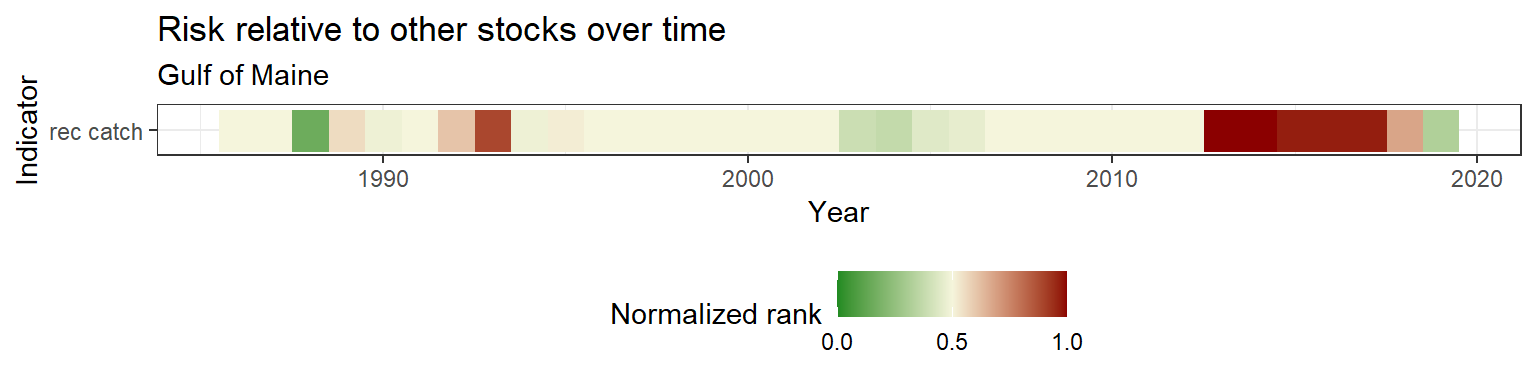 Risk relative to other stocks over time
Gulf of Maine
Indicator
rec catch
1990 2000 2010 2020
Year
Normalized rank
0.0 0.5 1.0